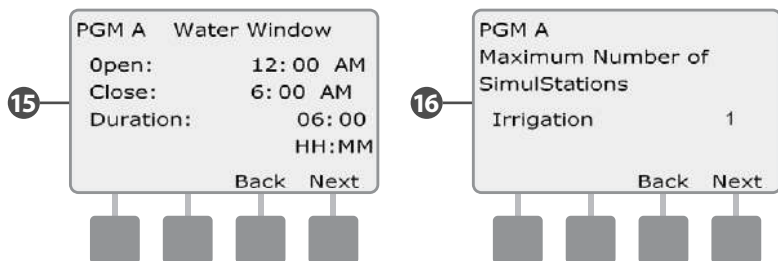 15
PGM A Water Window
Open: 12:00 AM
Close: 6:00 AM
Duration: 06:00
HH:MM
Back Next
16
PGM A
Maximum Number of
SimulStations
Irrigation 1
Back Next